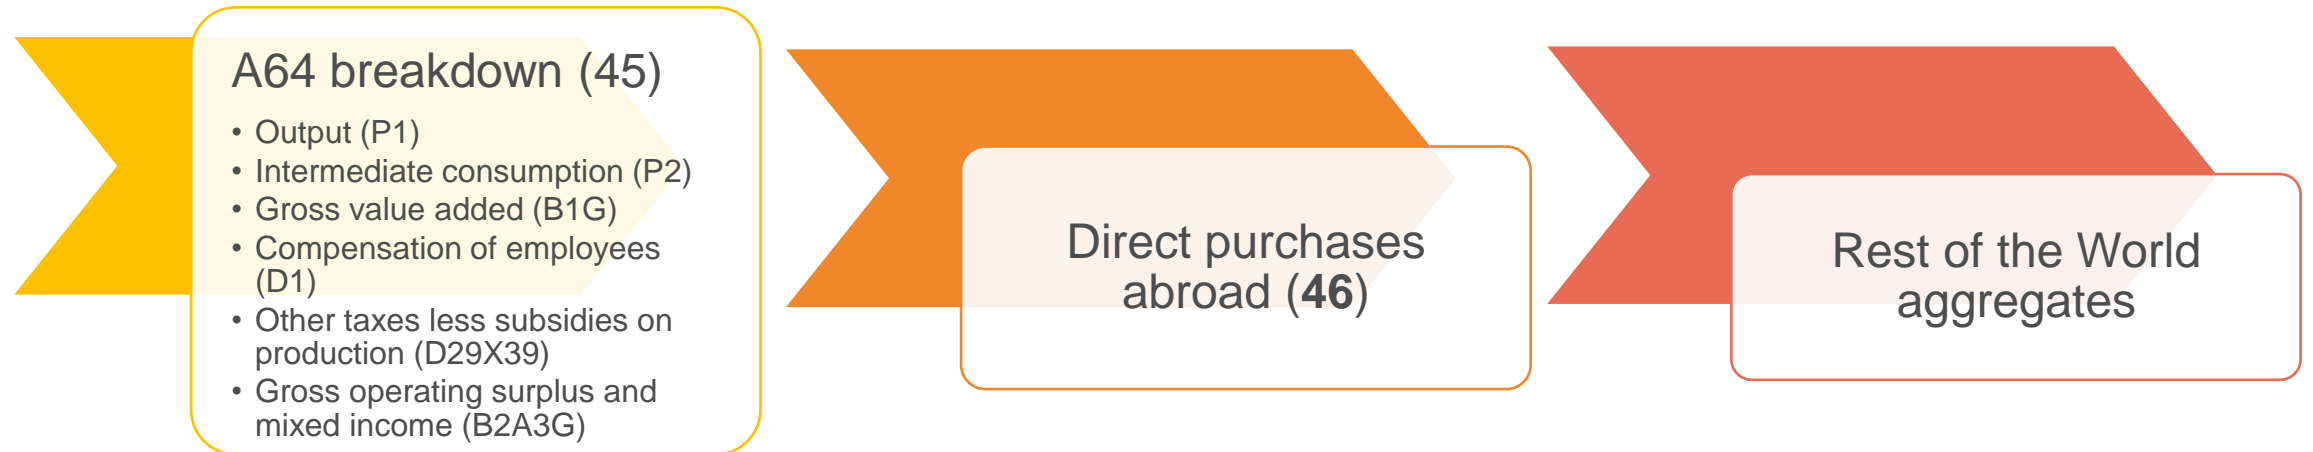 A64 breakdown (45)
• Output (P1)
• Intermediate consumption (P2)
• Gross value added (B1G)
• Compensation of employees
(D1)
• Other taxes less subsidies on
production (D29X39)
• Gross operating surplus and
mixed income (B2A3G)
Direct purchases
abroad (46)
Rest of the World
aggregates